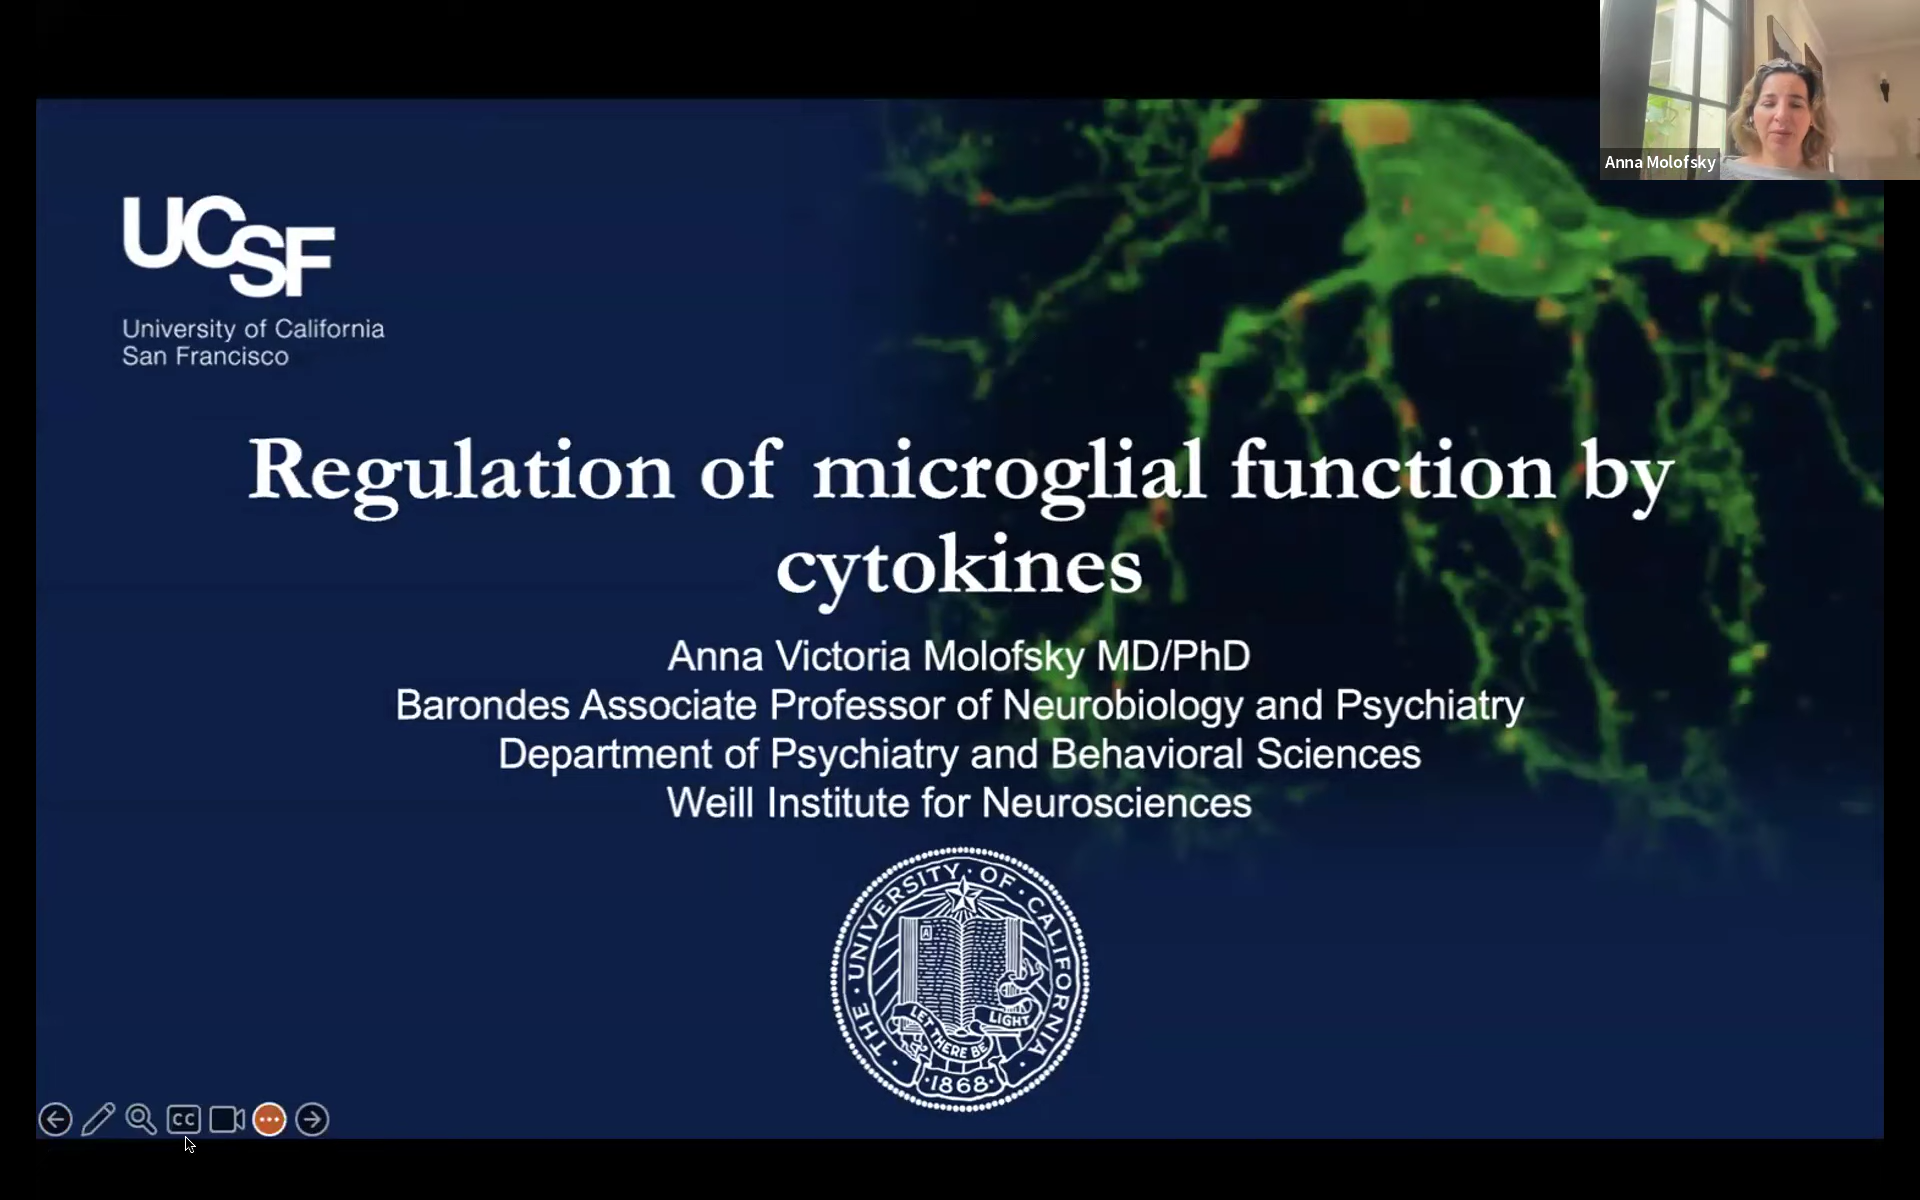 Anna Molofsky
UCSF
University of California
San Francisco
Regulation of microglial function by
cytokines
Anna Victoria Molofsky MD/PhD
Barondes Associate Professor of Neurobiology and Psychiatry
Department of Psychiatry and Behavioral Sciences
Weill Institute for Neurosciences
THE · UNIVERSITY · OF · CALIFORNIA
A
LET THERE BE LIGHT
·1868·
CC